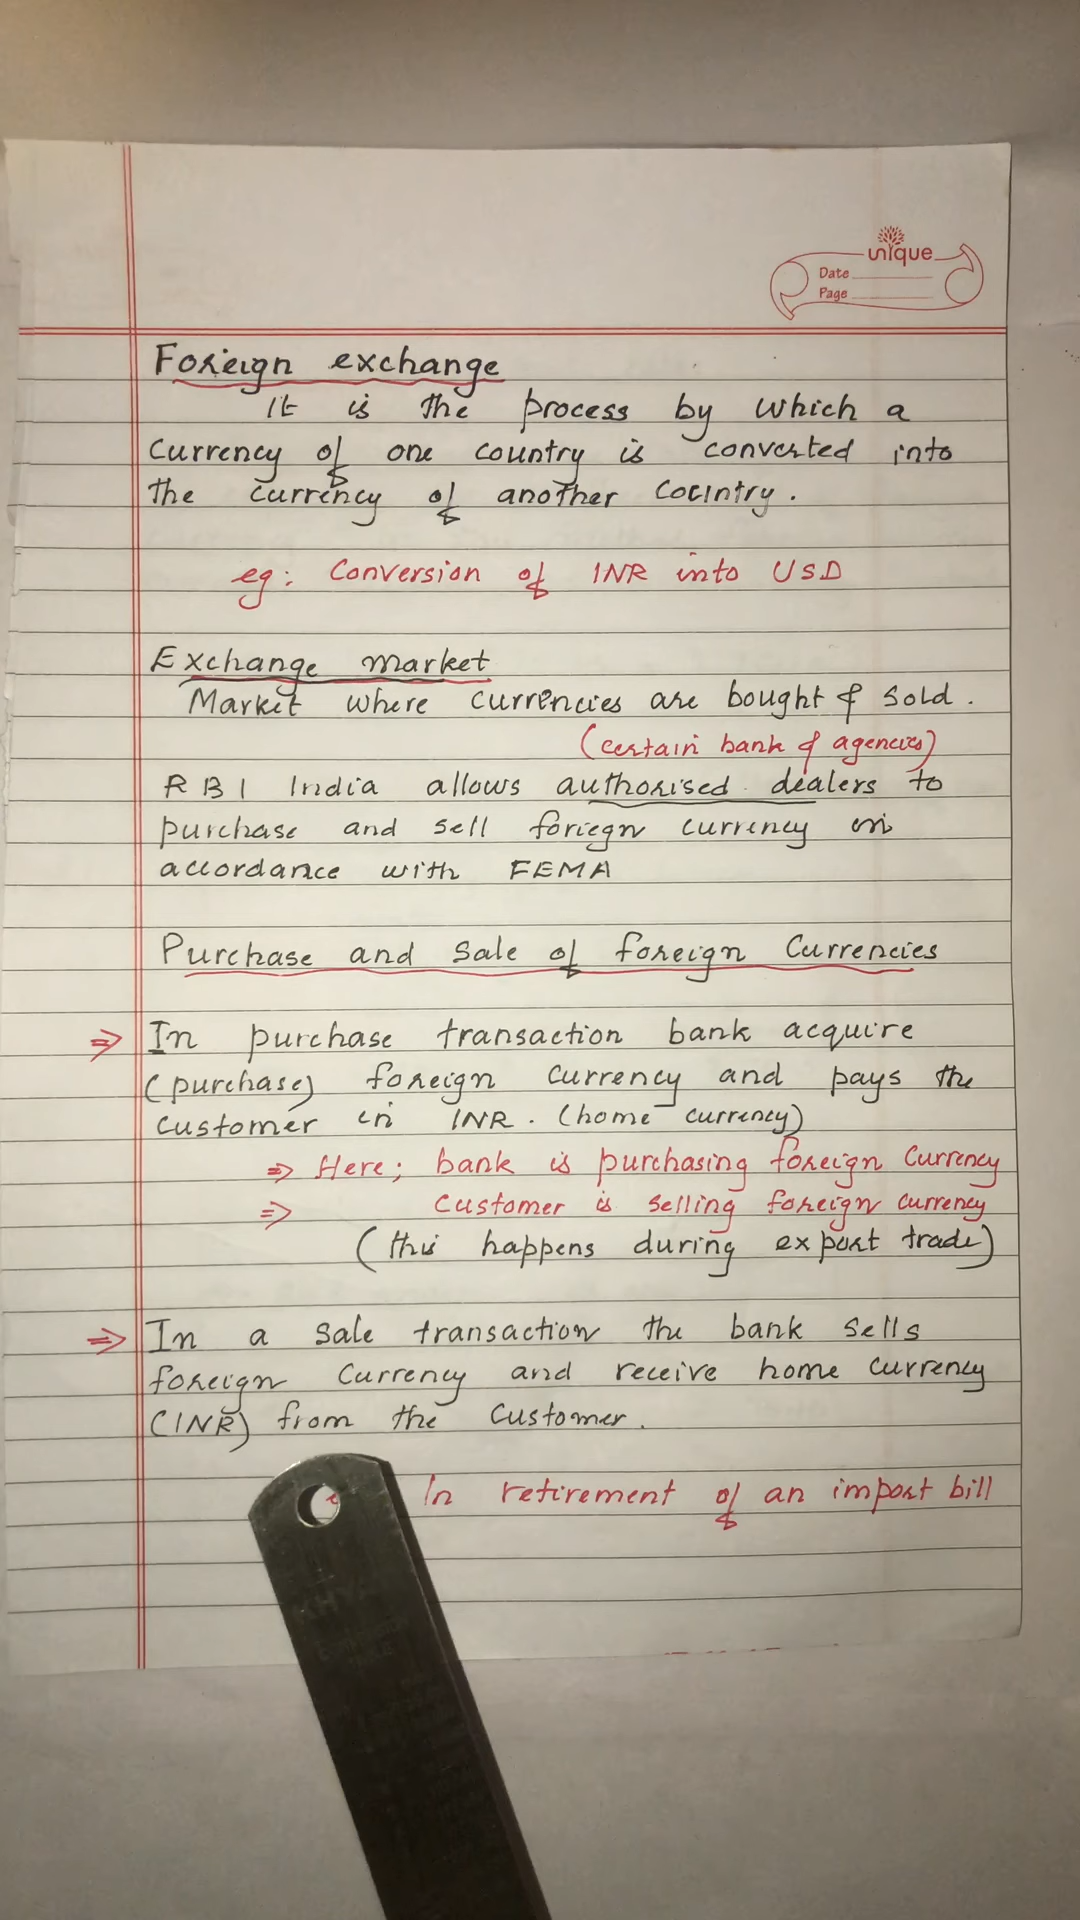 unique
Date
Page
Foreign exchange
It is the process by which a
currency of one country is converted into
the currency of another country.
eg: Conversion of INR into USD
Exchange market
Market where currencies are bought & sold.
(certain bank & agencies)
RBI India allows authorised dealers to
purchase and sell foriegn currency in
accordance with FEMA
Purchase and Sale of foreign Currencies
⇒ In purchase transaction bank acquire
(purchase) foreign currency and pays the
customer in INR. (home currency)
⇒ Here; bank is purchasing foreign Currency
⇒ Customer is selling foreign currency
(this happens during export trade)
⇒ In a sale transaction the bank sells
foreign Currency and receive home currency
(INR) from the Customer.
In retirement of an import bill